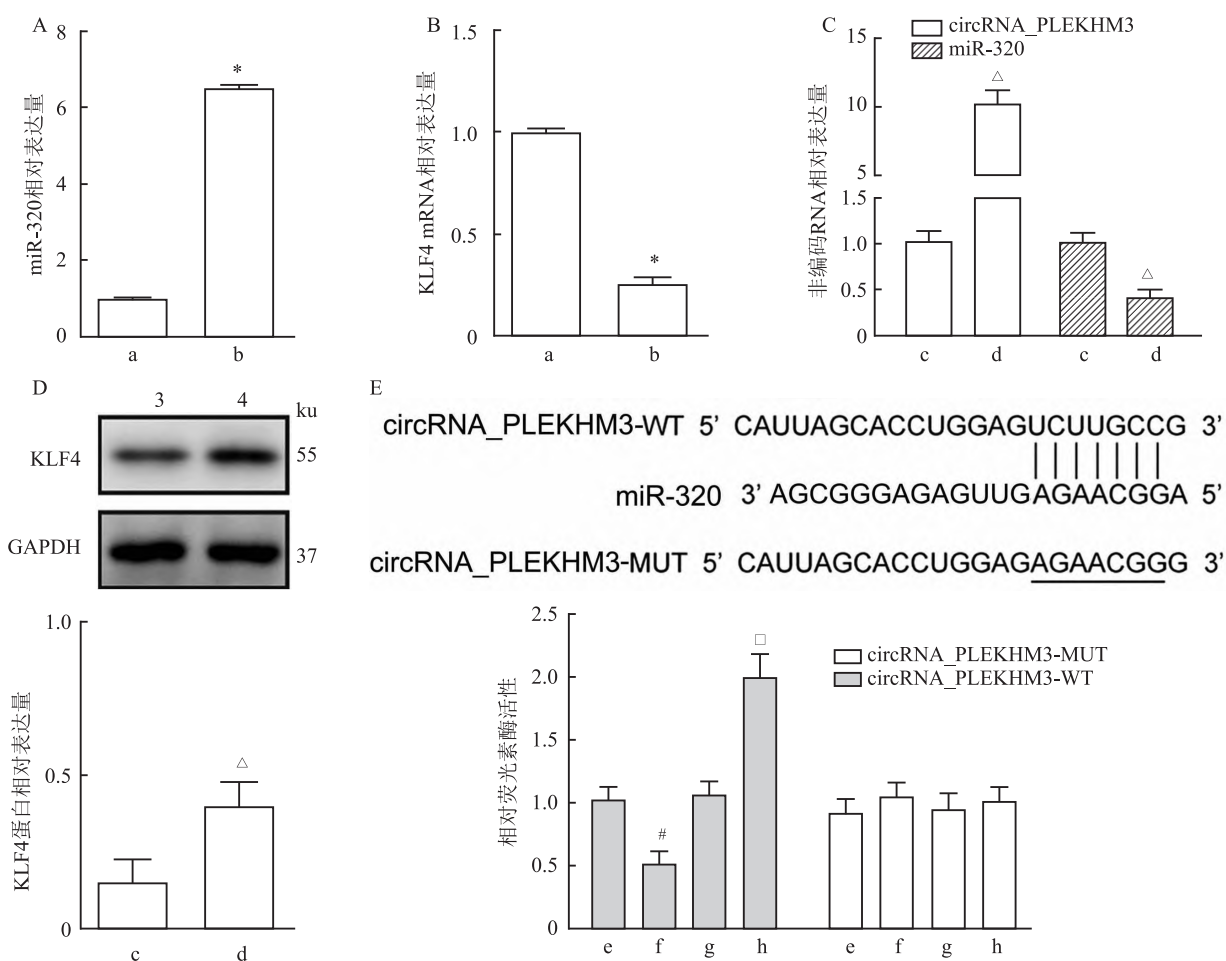 A
miR-320相对表达量
8
6
4
2
0
*
a
b
B
KLF4 mRNA相对表达量
1.5
1.0
0.5
0
*
a
b
C
circRNA_PLEKHM3
miR-320
非编码RNA相对表达量
15
10
5
1.5
1.0
0.5
0
△
△
c
d
c
d
D
3
4
ku
KLF4
55
GAPDH
37
KLF4蛋白相对表达量
1.0
0.5
0
△
c
d
E
circRNA_PLEKHM3-WT 5’ CAUUAGCACCUGGAGUCUUGCCG 3’
miR-320 3’ AGCGGGAGAGUUGAGAACGGA 5’
circRNA_PLEKHM3-MUT 5’ CAUUAGCACCUGGAGAGAACGGG 3’
相对荧光素酶活性
2.5
2.0
1.5
1.0
0.5
0
#
□
circRNA_PLEKHM3-MUT
circRNA_PLEKHM3-WT
e
f
g
h
e
f
g
h